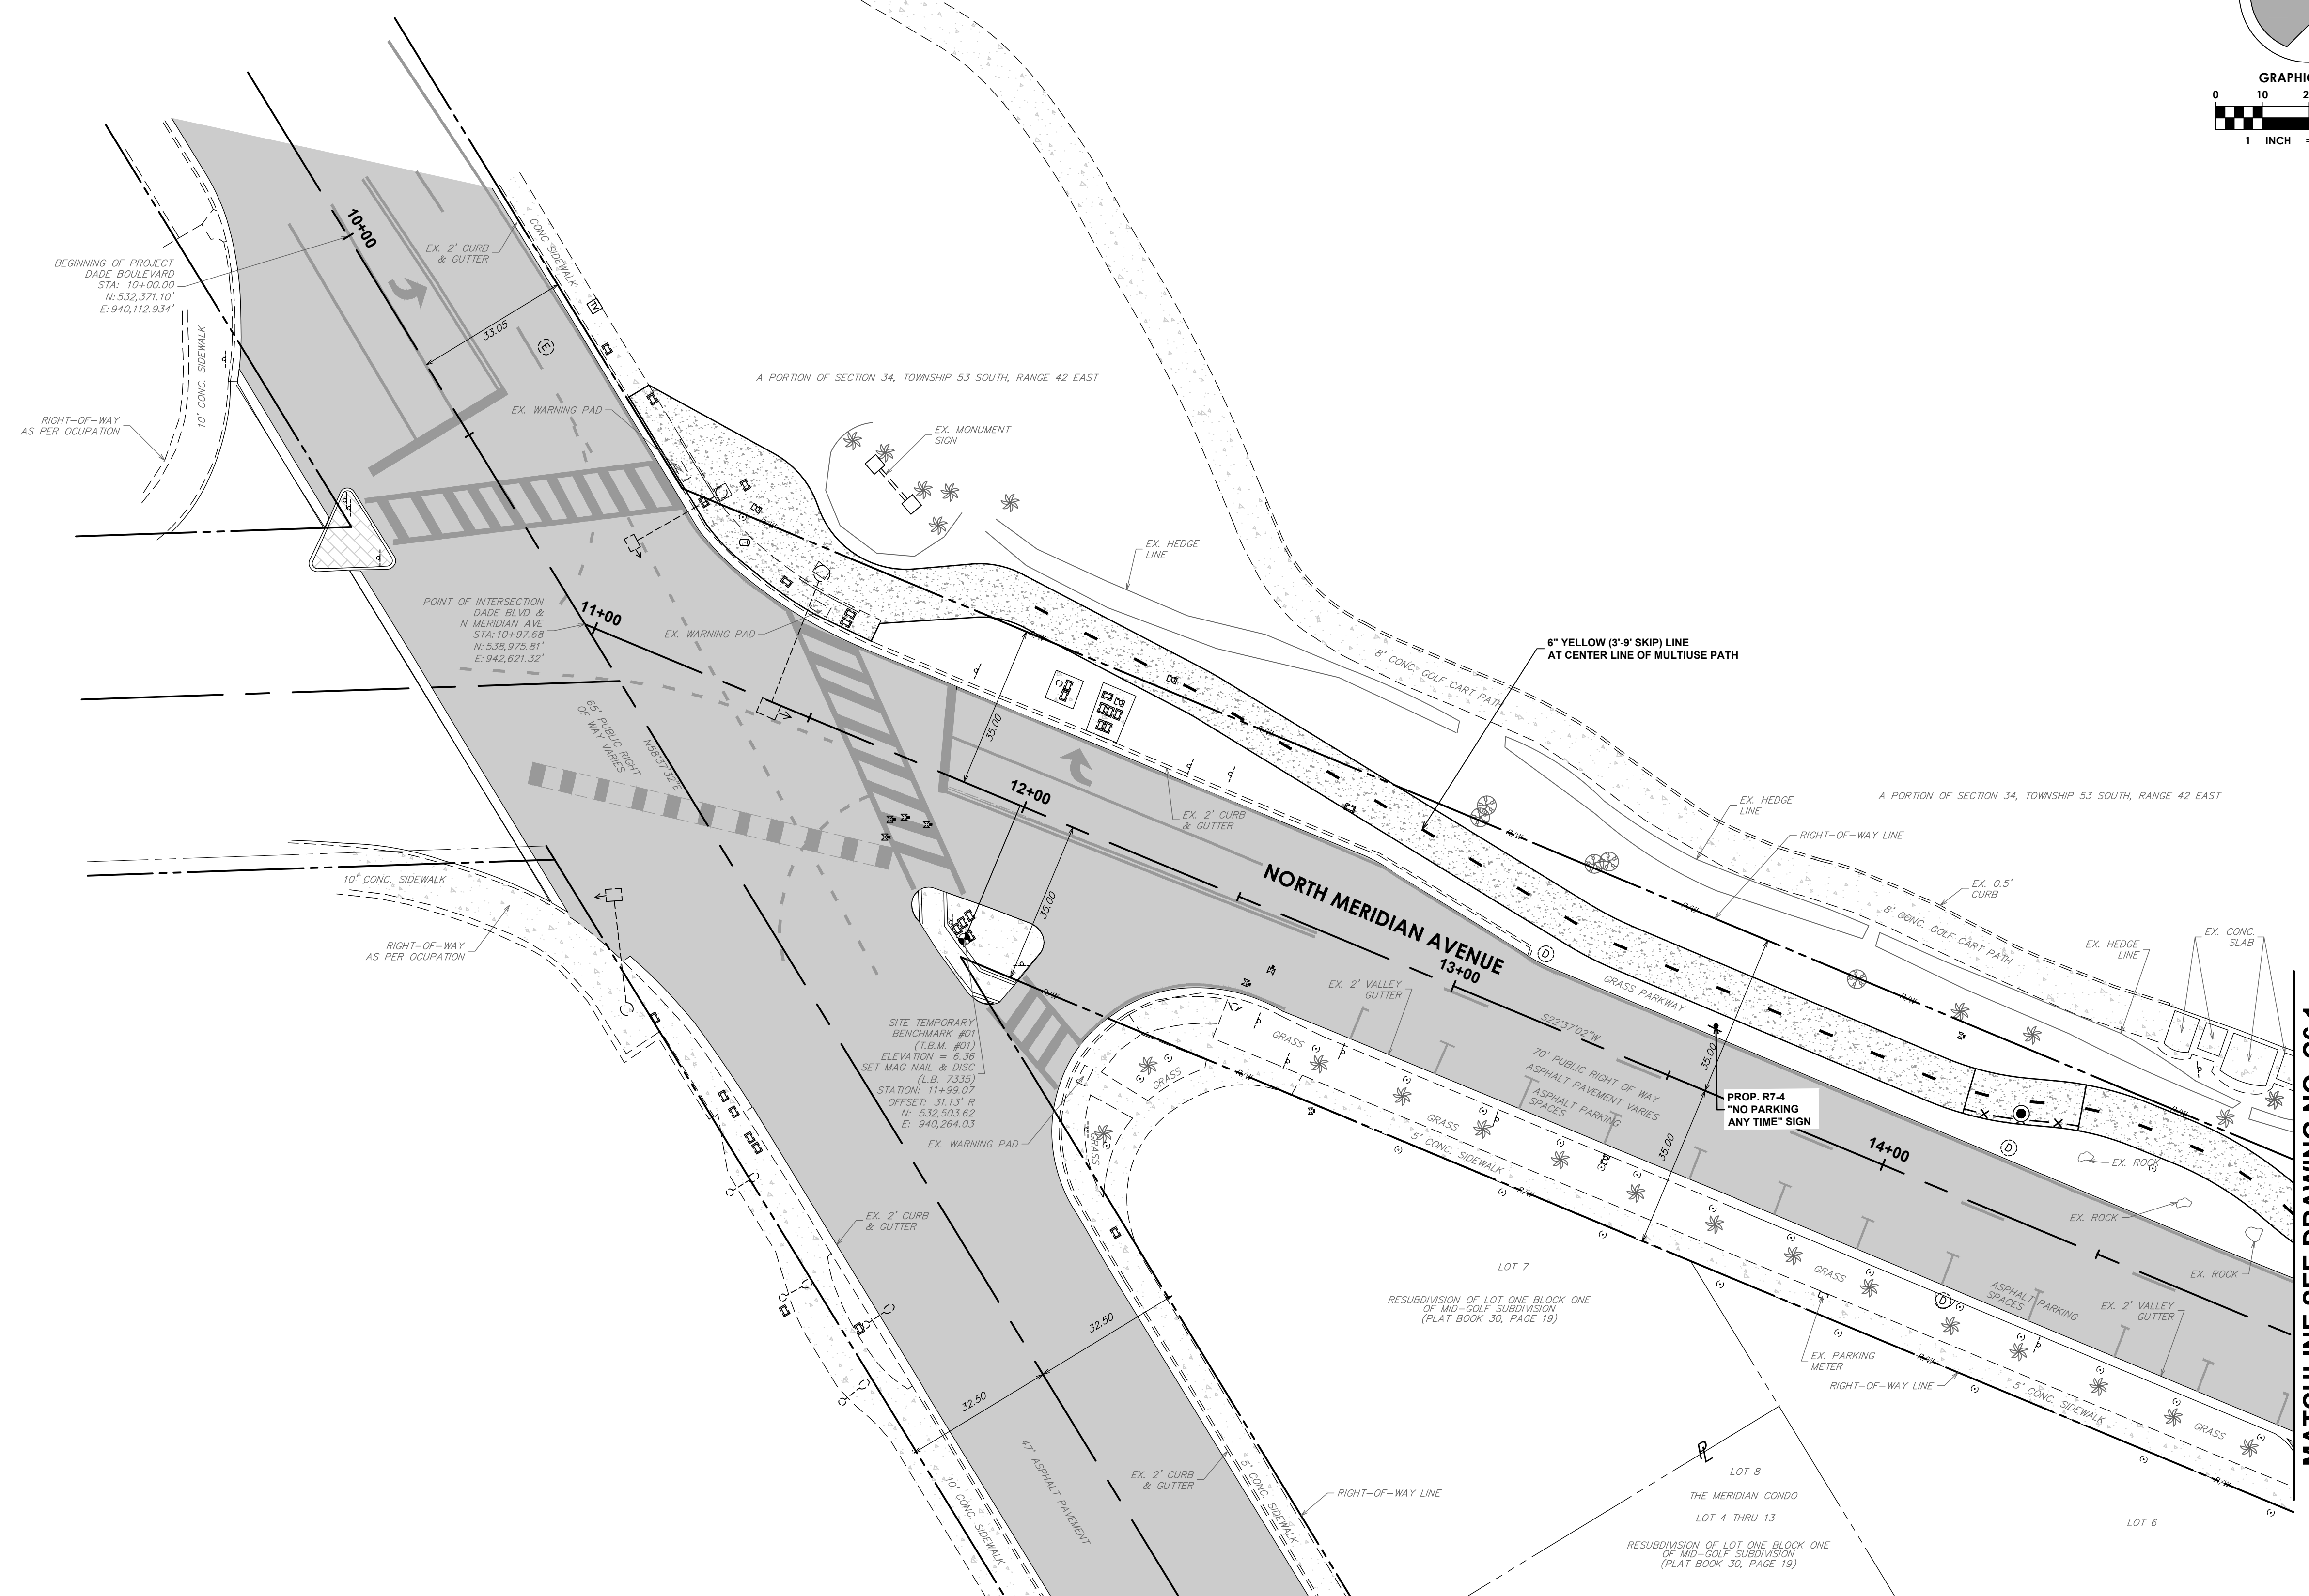 GRAPHI
0 10 2
1 INCH =
10+00
BEGINNING OF PROJECT
DADE BOULEVARD
STA: 10+00.00
N: 532,371.10'
E: 940,112.934'
EX. 2' CURB
& GUTTER
CONC SIDEWALK
TV
33.05
E
10' CONC. SIDEWALK
RIGHT-OF-WAY
AS PER OCUPATION
EX. WARNING PAD
A PORTION OF SECTION 34, TOWNSHIP 53 SOUTH, RANGE 42 EAST
EX. MONUMENT
SIGN
EX. HEDGE
LINE
POINT OF INTERSECTION
DADE BLVD &
N MERIDIAN AVE
STA: 10+97.68
N: 538,975.81'
E: 942,621.32'
11+00
EX. WARNING PAD
R/W
R/W
6" YELLOW (3'-9' SKIP) LINE
AT CENTER LINE OF MULTIUSE PATH
8' CONC. GOLF CART PATH
65' PUBLIC RIGHT
OF WAY VARIES
N58°37'32"E
35.00
R/W
12+00
EX. 2' CURB
& GUTTER
EX. HEDGE
LINE
A PORTION OF SECTION 34, TOWNSHIP 53 SOUTH, RANGE 42 EAST
RIGHT-OF-WAY LINE
R/W
10' CONC. SIDEWALK
RIGHT-OF-WAY
AS PER OCUPATION
35.00
NORTH MERIDIAN AVENUE
EX. 0.5'
CURB
R/W
8' CONC. GOLF CART PATH
EX. HEDGE
LINE
EX. CONC.
SLAB
D
13+00
GRASS PARKWAY
EX. 2' VALLEY
GUTTER
R/W
R/W
SITE TEMPORARY
BENCHMARK #01
(T.B.M. #01)
ELEVATION = 6.36
SET MAG NAIL & DISC
(L.B. 7335)
STATION: 11+99.07
OFFSET: 31.13' R
N: 532,503.62
E: 940,264.03
EX. WARNING PAD
GRASS
GRASS
GRASS
R/W
S22°37'02"W
70' PUBLIC RIGHT OF WAY
ASPHALT PAVEMENT VARIES
ASPHALT PARKING
SPACES
35.00
PROP. R7-4
"NO PARKING
ANY TIME" SIGN
GRASS
GRASS
5' CONC. SIDEWALK
R/W
35.00
14+00
D
R/W
EX. ROCK
EX. ROCK
EX. ROCK
MATCHLINE SEE DRAWING NO.
EX. 2' CURB
& GUTTER
LOT 7
RESUBDIVISION OF LOT ONE BLOCK ONE
OF MID-GOLF SUBDIVISION
(PLAT BOOK 30, PAGE 19)
GRASS
D
ASPHALT PARKING
SPACES
EX. 2' VALLEY
GUTTER
EX. PARKING
METER
RIGHT-OF-WAY LINE
R/W
5' CONC. SIDEWALK
GRASS
R/W
32.50
32.50
47' ASPHALT PAVEMENT
10' CONC. SIDEWALK
EX. 2' CURB
& GUTTER
5' CONC. SIDEWALK
RIGHT-OF-WAY LINE
PL
LOT 8
THE MERIDIAN CONDO
LOT 4 THRU 13
RESUBDIVISION OF LOT ONE BLOCK ONE
OF MID-GOLF SUBDIVISION
(PLAT BOOK 30, PAGE 19)
LOT 6